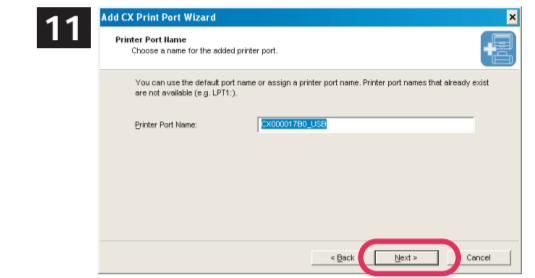 11
Add CX Print Port Wizard
Printer Port Name
Choose a name for the added printer port.
You can use the default port name or assign a printer port name. Printer port names that already exist
are not available (e.g. LPT1:).
Printer Port Name: CX000017B0_USB
< Back Next > Cancel